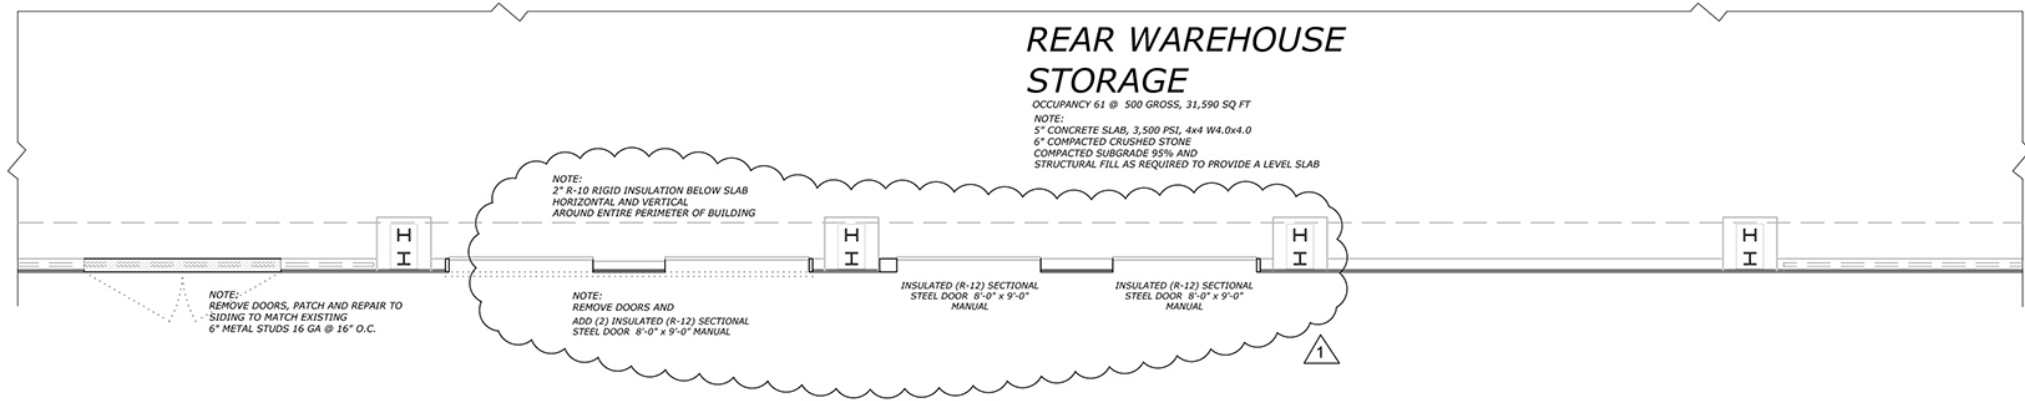 REAR WAREHOUSE
STORAGE
OCCUPANCY 61 @ 500 GROSS, 31,590 SQ FT
NOTE:
5" CONCRETE SLAB, 3,500 PSI, 4x4 W4.0x4.0
6" COMPACTED CRUSHED STONE
COMPACTED SUBGRADE 95% AND
STRUCTURAL FILL AS REQUIRED TO PROVIDE A LEVEL SLAB
NOTE:
2" R-10 RIGID INSULATION BELOW SLAB
HORIZONTAL AND VERTICAL
AROUND ENTIRE PERIMETER OF BUILDING
NOTE:
REMOVE DOORS, PATCH AND REPAIR TO
SIDING TO MATCH EXISTING
6" METAL STUDS 16 GA @ 16" O.C.
NOTE:
REMOVE DOORS AND
ADD (2) INSULATED (R-12) SECTIONAL
STEEL DOOR 8'-0" x 9'-0" MANUAL
INSULATED (R-12) SECTIONAL
STEEL DOOR 8'-0" x 9'-0"
MANUAL
INSULATED (R-12) SECTIONAL
STEEL DOOR 8'-0" x 9'-0"
MANUAL
1